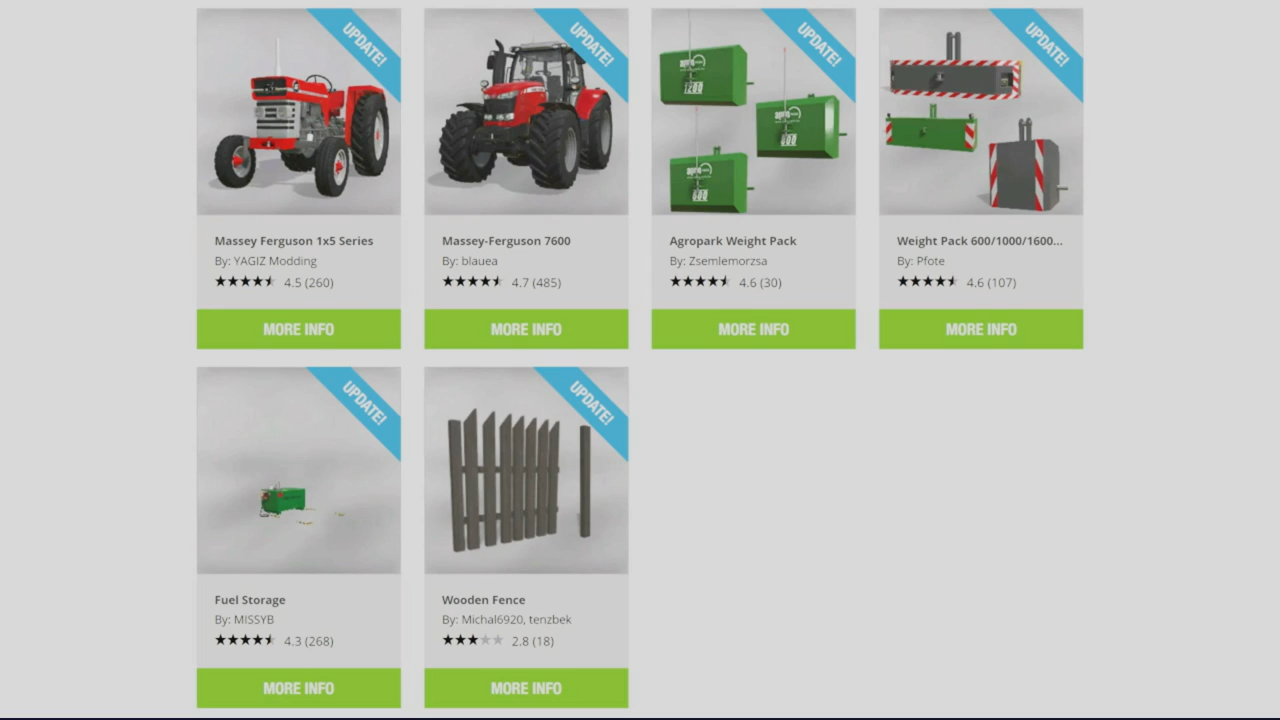 UPDATE!
UPDATE!
UPDATE!
UPDATE!
1200
800
600
Massey Ferguson 1x5 Series
By: YAGIZ Modding
4.5 (260)
MORE INFO
Massey-Ferguson 7600
By: blauea
4.7 (485)
MORE INFO
Agropark Weight Pack
By: Zsemlemorzsa
4.6 (30)
MORE INFO
Weight Pack 600/1000/1600...
By: Pfote
4.6 (107)
MORE INFO
UPDATE!
UPDATE!
Fuel Storage
By: MISSYB
4.3 (268)
MORE INFO
Wooden Fence
By: Michal6920, tenzbek
2.8 (18)
MORE INFO